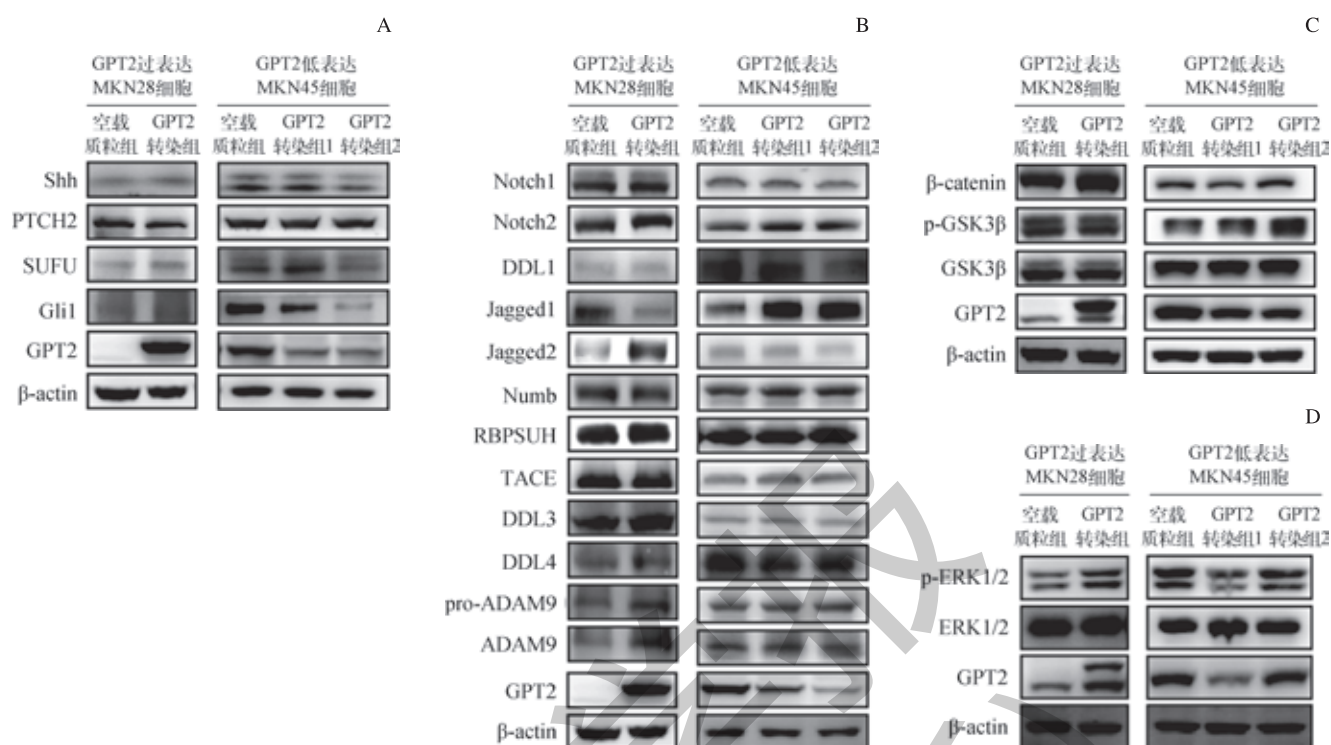 A
GPT2过表达 GPT2低表达
MKN28细胞 MKN45细胞
空载 GPT2 空载 GPT2 GPT2
质粒组 转染组 质粒组 转染组1 转染组2
Shh
PTCH2
SUFU
Gli1
GPT2
β-actin
B
GPT2过表达 GPT2低表达
MKN28细胞 MKN45细胞
空载 GPT2 空载 GPT2 GPT2
质粒组 转染组 质粒组 转染组1 转染组2
Notch1
Notch2
DDL1
Jagged1
Jagged2
Numb
RBPSUH
TACE
DDL3
DDL4
pro-ADAM9
ADAM9
GPT2
β-actin
C
GPT2过表达 GPT2低表达
MKN28细胞 MKN45细胞
空载 GPT2 空载 GPT2 GPT2
质粒组 转染组 质粒组 转染组1 转染组2
β-catenin
p-GSK3β
GSK3β
GPT2
β-actin
D
GPT2过表达 GPT2低表达
MKN28细胞 MKN45细胞
空载 GPT2 空载 GPT2 GPT2
质粒组 转染组 质粒组 转染组1 转染组2
p-ERK1/2
ERK1/2
GPT2
β-actin